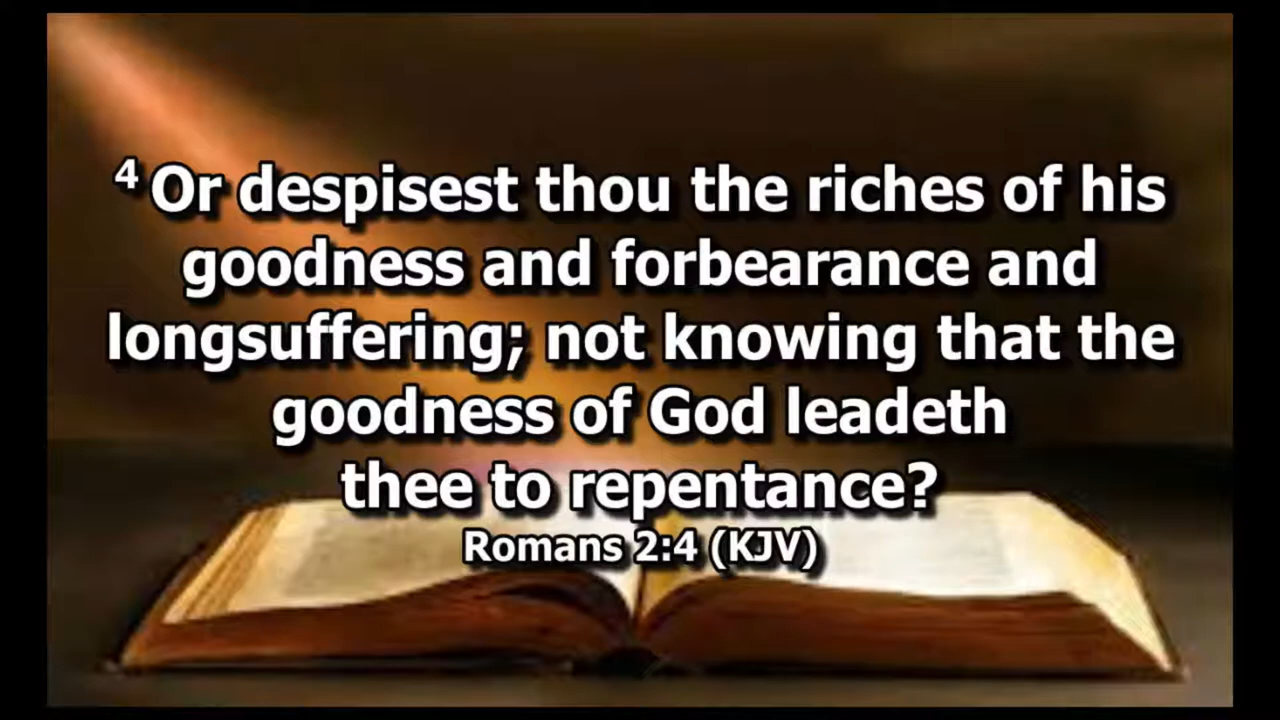 4 Or despisest thou the riches of his
goodness and forbearance and
longsuffering; not knowing that the
goodness of God leadeth
thee to repentance?
Romans 2:4 (KJV)